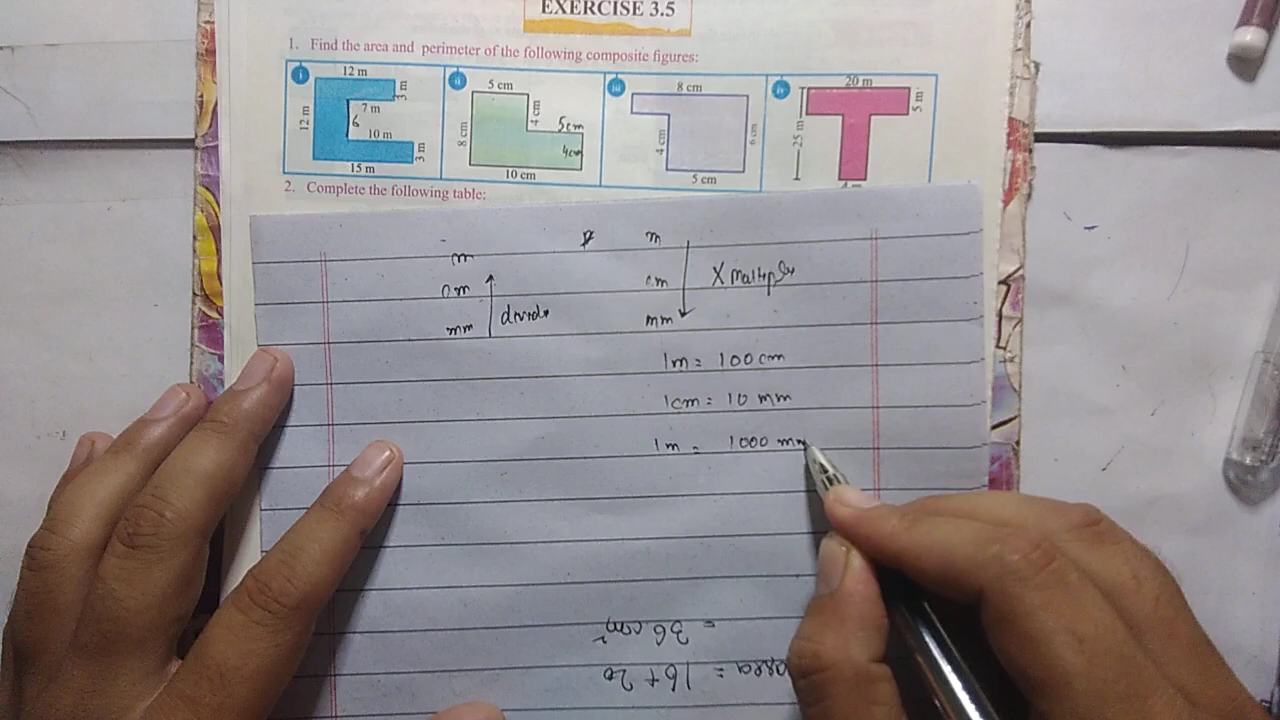 EXERCISE 3.5
1. Find the area and perimeter of the following composite figures:
i
12 m
3 m
7 m
12 m
6
10 m
3 m
15 m
ii
5 cm
4 cm
5cm
8 cm
4cm
10 cm
iii
8 cm
4 cm
6 cm
5 cm
iv
20 m
5 m
25 m
2. Complete the following table:
m
cm
mm
divide
m
cm
mm
X
1m = 100 cm
1cm = 10 mm
1m = 1000 mm
= 36 cm²
area = 16 + 20